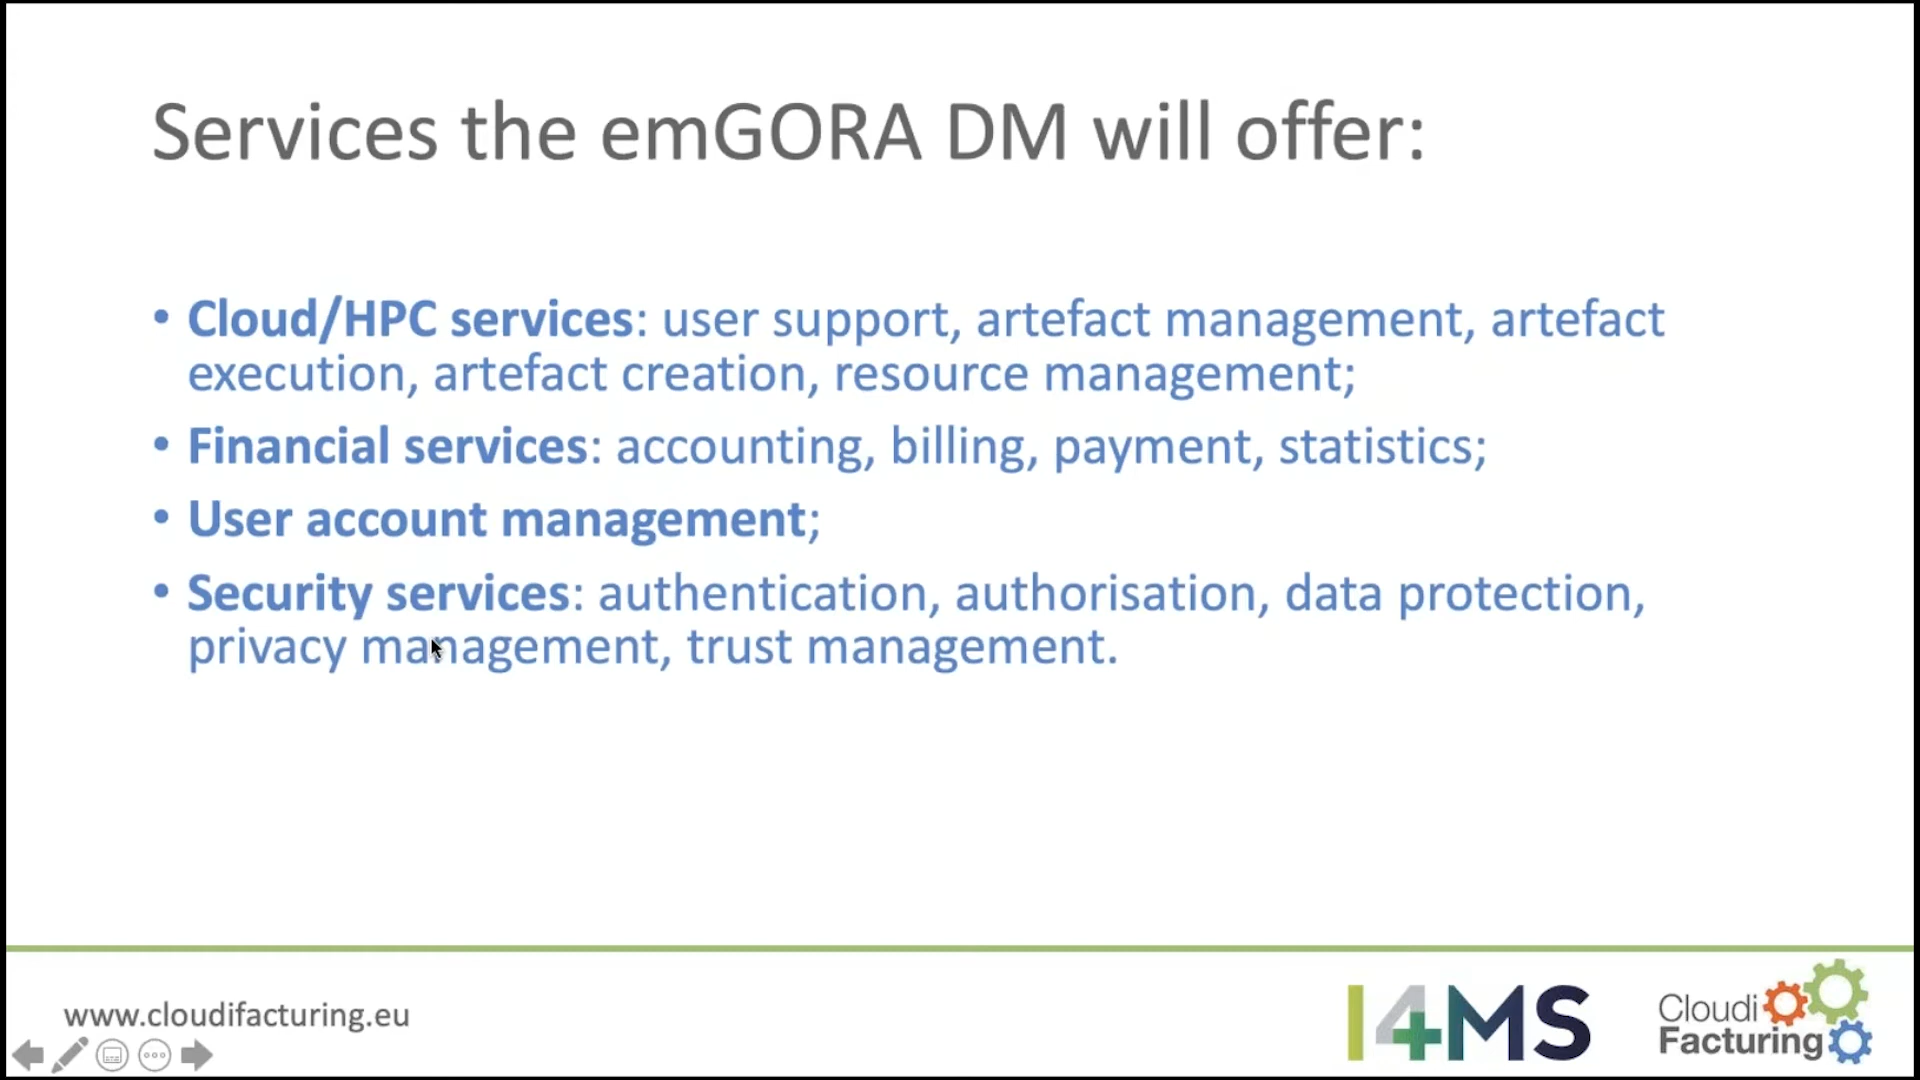 Services the emGORA DM will offer:
• Cloud/HPC services: user support, artefact management, artefact
execution, artefact creation, resource management;
• Financial services: accounting, billing, payment, statistics;
• User account management;
• Security services: authentication, authorisation, data protection,
privacy management, trust management.
www.cloudifacturing.eu
I4MS
Cloudi
Facturing